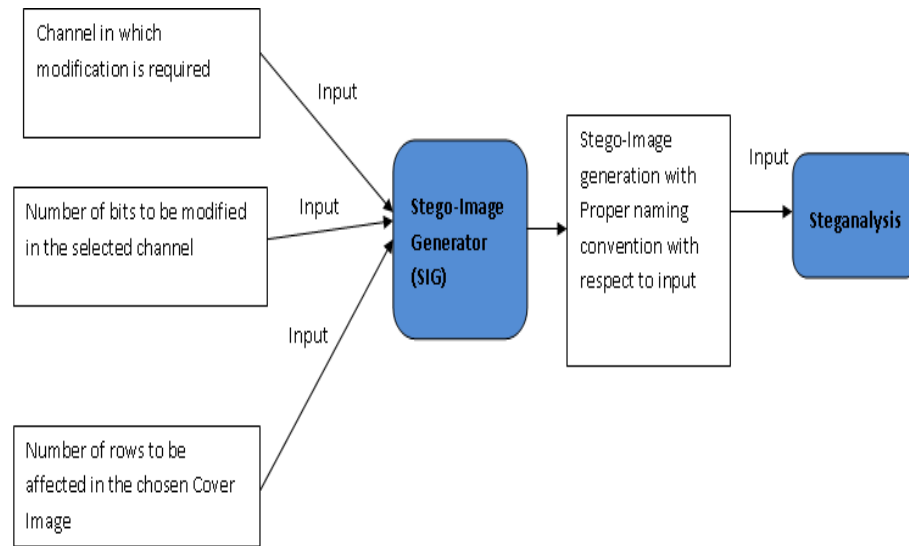 Channel in which
modification is required
Input
Number of bits to be modified
in the selected channel
Input
Number of rows to be
affected in the chosen Cover
Image
Input
Stego-Image
Generator
(SIG)
Stego-Image
generation with
Proper naming
convention with
respect to input
Input
Steganalysis